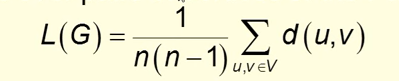 L(G) = 1/(n(n-1)) ∑_{u,v∈V} d(u,v)